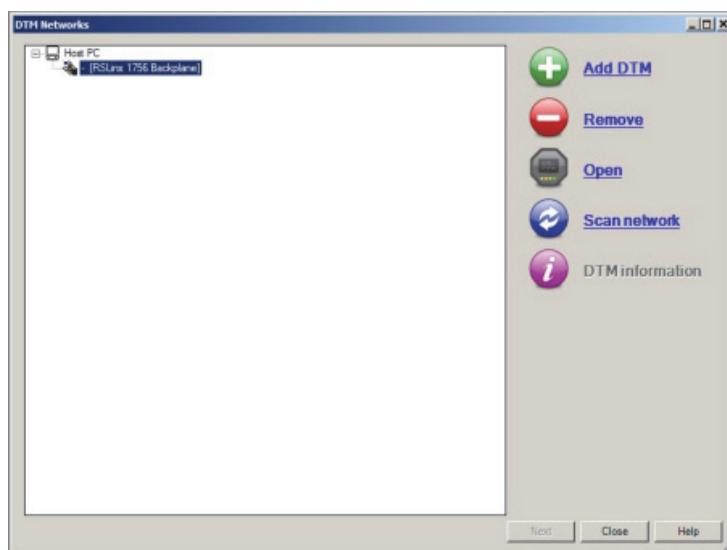 DTM Networks
Host PC
- [RSLinx 1756 Backplane]
Add DTM
Remove
Open
Scan network
DTM information
Next
Close
Help